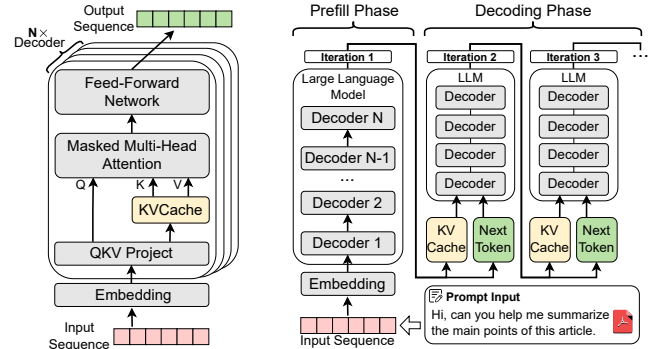 Output
Sequence
N×
Decoder
Feed-Forward
Network
Masked Multi-Head
Attention
Q
K
V
KVCache
QKV Project
Embedding
Input
Sequence
Prefill Phase
Iteration 1
Large Language
Model
Decoder N
Decoder N-1
...
Decoder 2
Decoder 1
Embedding
Input Sequence
Decoding Phase
Iteration 2
LLM
Decoder
Decoder
Decoder
Decoder
KV
Cache
Next
Token
Iteration 3
LLM
Decoder
Decoder
Decoder
Decoder
KV
Cache
Next
Token
...
Prompt Input
Hi, can you help me summarize
the main points of this article.